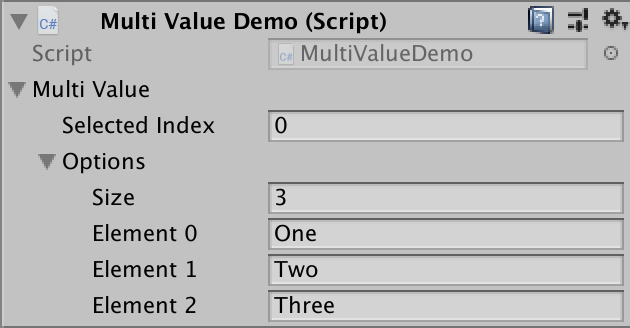 C# Multi Value Demo (Script) ?
Script C# MultiValueDemo
Multi Value
Selected Index 0
Options
Size 3
Element 0 One
Element 1 Two
Element 2 Three